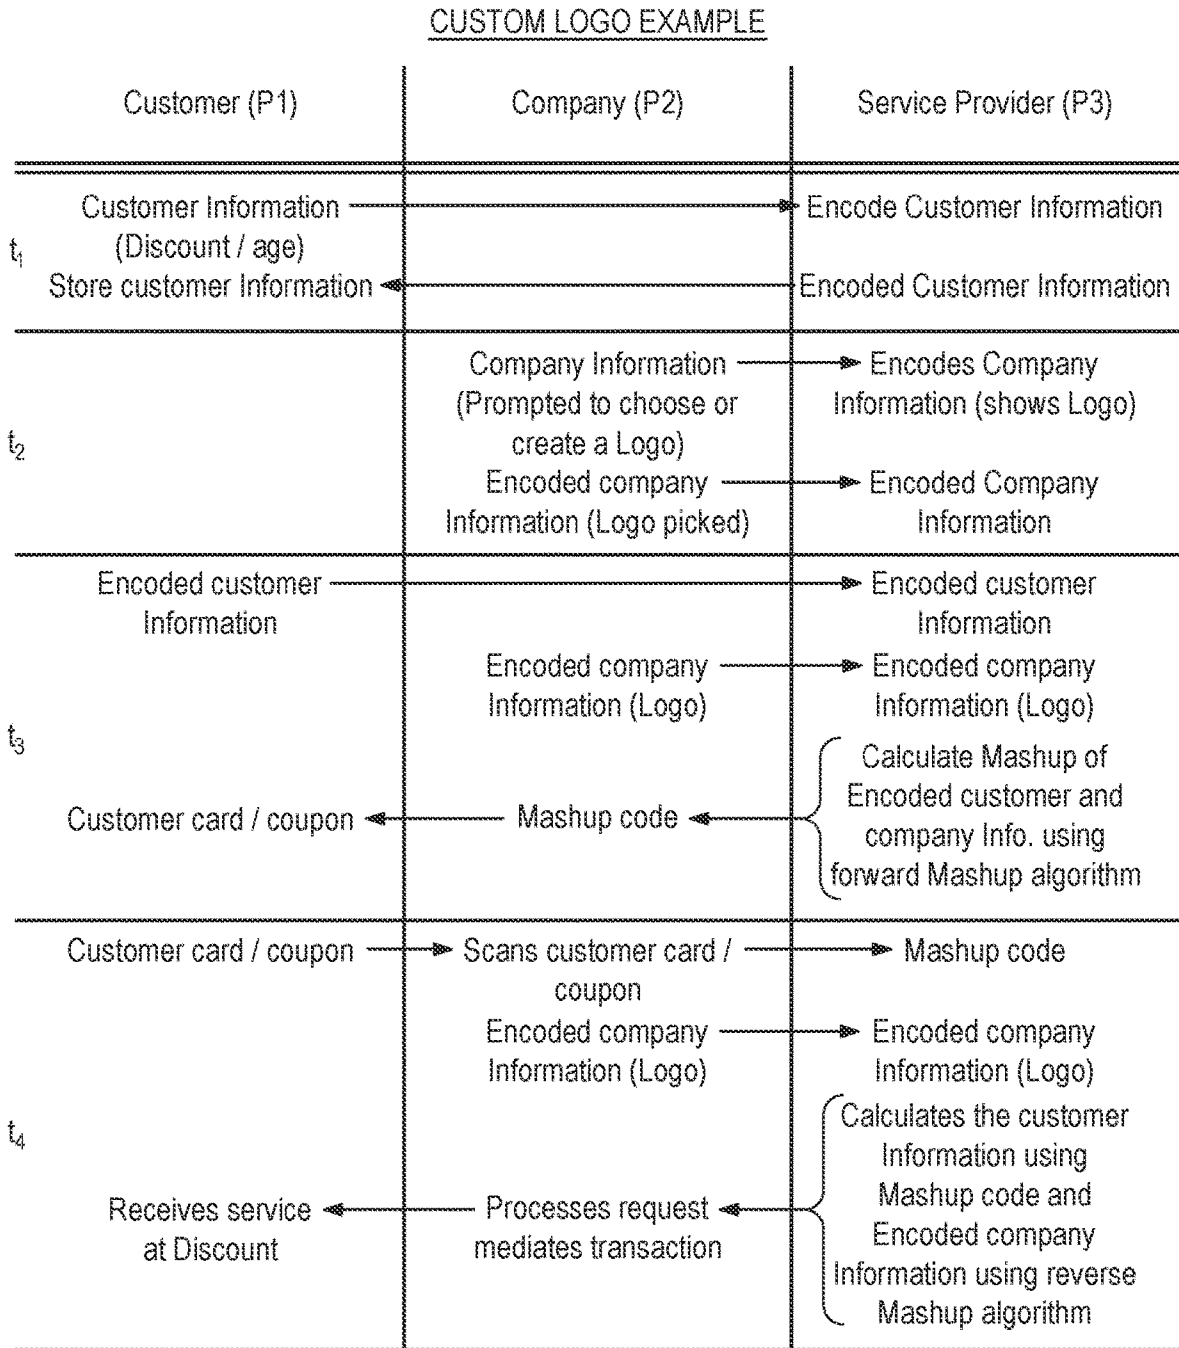 CUSTOM LOGO EXAMPLE
Customer (P1)
Company (P2)
Service Provider (P3)
t1
Customer Information
(Discount / age)
Encode Customer Information
Store customer Information
Encoded Customer Information
t2
Company Information
(Prompted to choose or
create a Logo)
Encodes Company
Information (shows Logo)
Encoded company
Information (Logo picked)
Encoded Company
Information
t3
Encoded customer
Information
Encoded customer
Information
Encoded company
Information (Logo)
Encoded company
Information (Logo)
Customer card / coupon
Mashup code
Calculate Mashup of
Encoded customer and
company Info. using
forward Mashup algorithm
t4
Customer card / coupon
Scans customer card /
coupon
Mashup code
Encoded company
Information (Logo)
Encoded company
Information (Logo)
Receives service
at Discount
Processes request
mediates transaction
Calculates the customer
Information using
Mashup code and
Encoded company
Information using reverse
Mashup algorithm